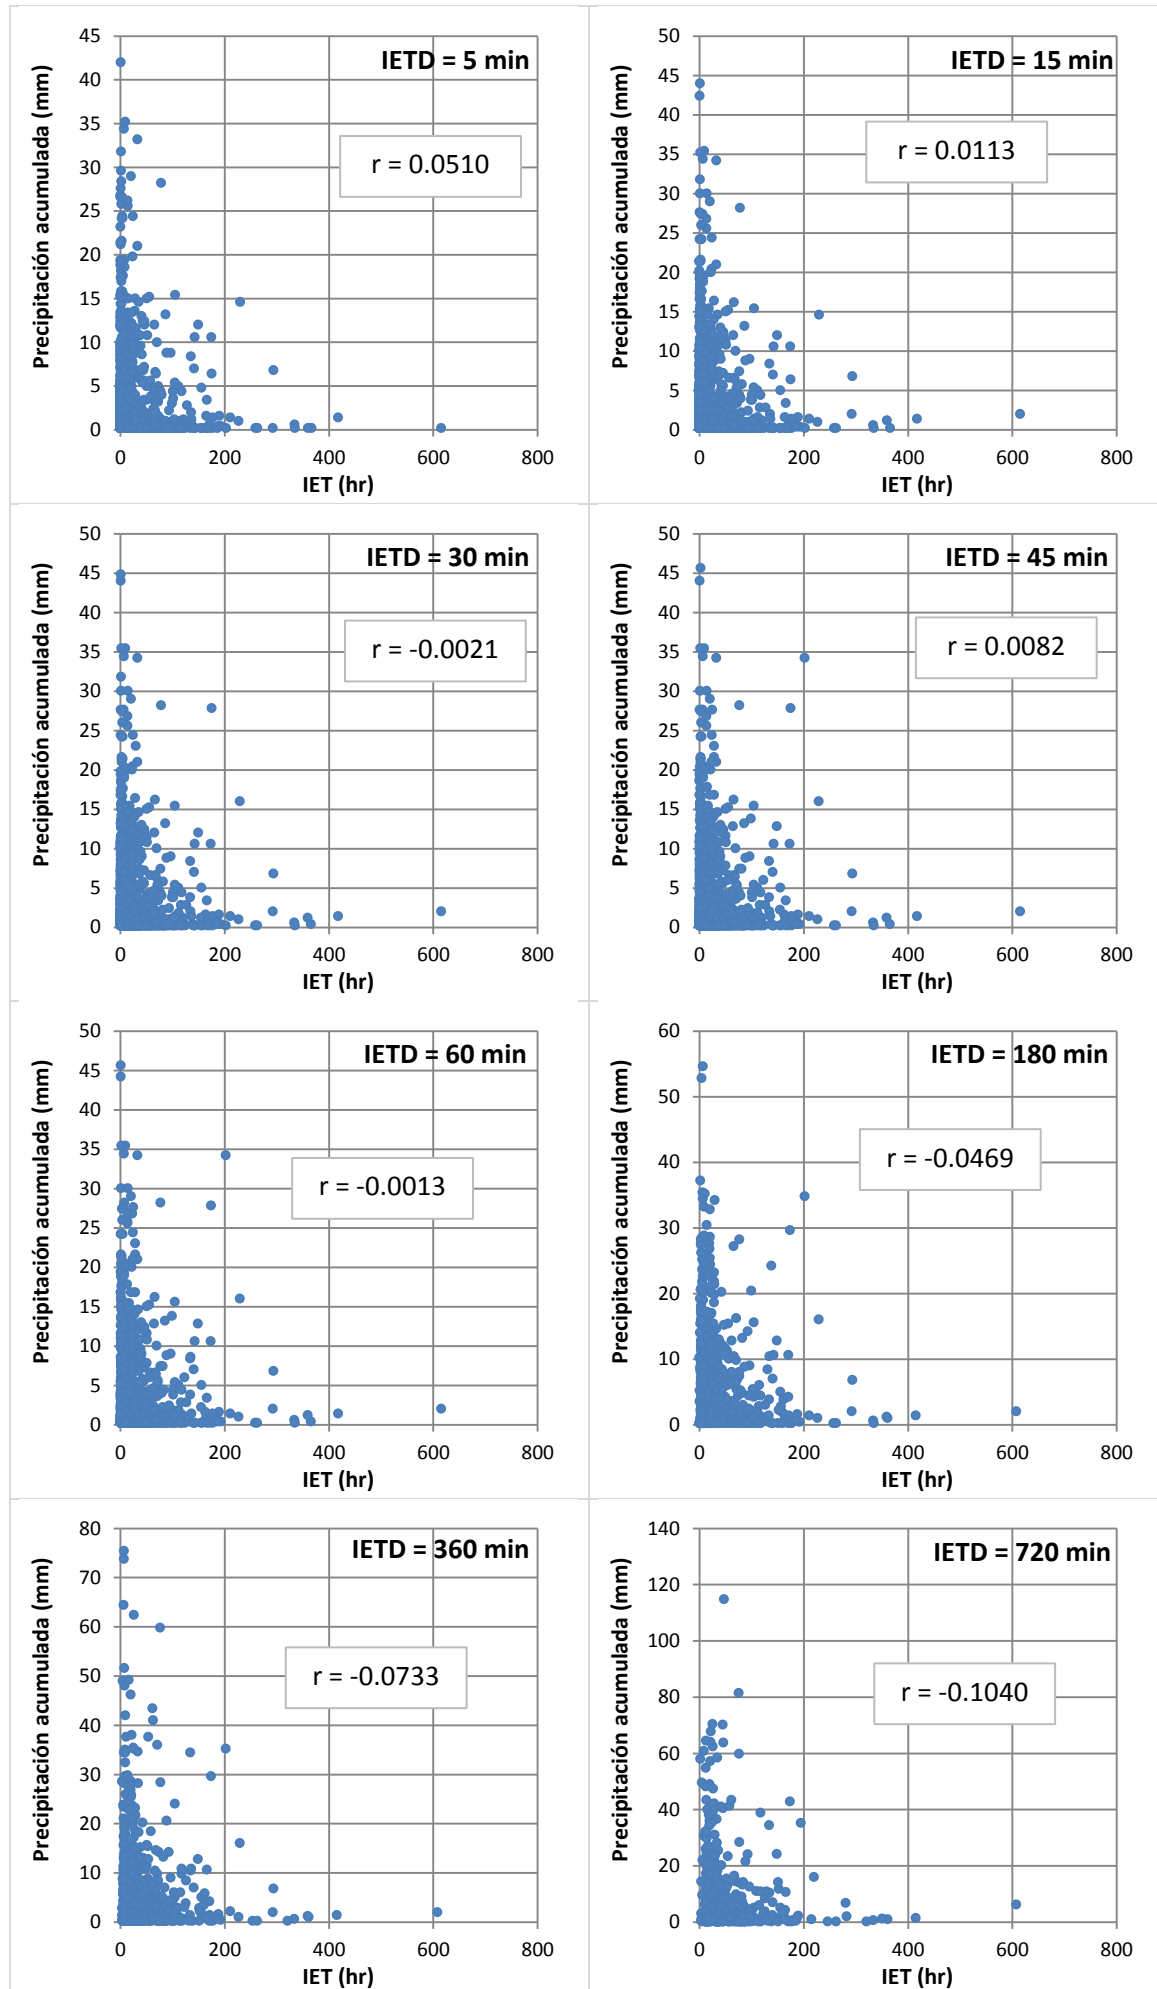 IETD = 5 min
r = 0.0510
Precipitación acumulada (mm)
45
40
35
30
25
20
15
10
5
0
0 200 400 600 800
IET (hr)
IETD = 15 min
r = 0.0113
Precipitación acumulada (mm)
50
45
40
35
30
25
20
15
10
5
0
0 200 400 600 800
IET (hr)
IETD = 30 min
r = -0.0021
Precipitación acumulada (mm)
50
45
40
35
30
25
20
15
10
5
0
0 200 400 600 800
IET (hr)
IETD = 45 min
r = 0.0082
Precipitación acumulada (mm)
50
45
40
35
30
25
20
15
10
5
0
0 200 400 600 800
IET (hr)
IETD = 60 min
r = -0.0013
Precipitación acumulada (mm)
50
45
40
35
30
25
20
15
10
5
0
0 200 400 600 800
IET (hr)
IETD = 180 min
r = -0.0469
Precipitación acumulada (mm)
60
50
40
30
20
10
0
0 200 400 600 800
IET (hr)
IETD = 360 min
r = -0.0733
Precipitación acumulada (mm)
80
70
60
50
40
30
20
10
0
0 200 400 600 800
IET (hr)
IETD = 720 min
r = -0.1040
Precipitación acumulada (mm)
140
120
100
80
60
40
20
0
0 200 400 600 800
IET (hr)